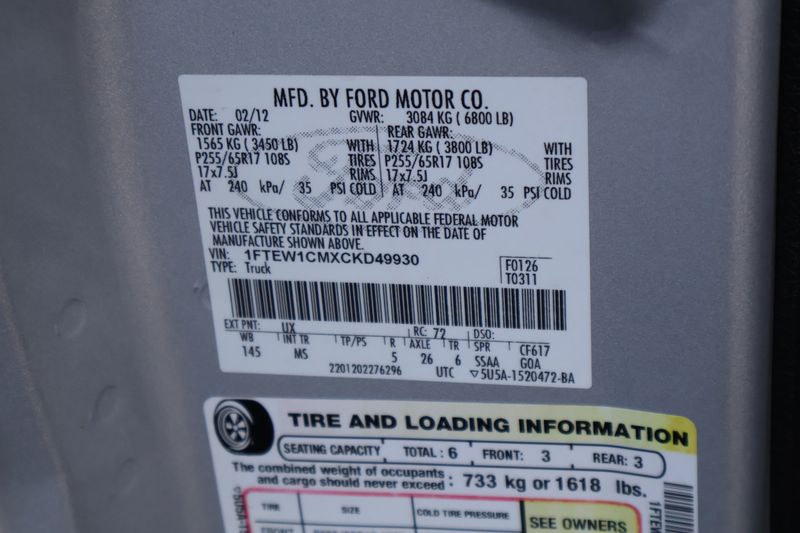 MFD. BY FORD MOTOR CO.
DATE: 02/12 GVWR: 3084 KG ( 6800 LB)
FRONT GAWR: REAR GAWR:
1565 KG ( 3450 LB) WITH 1724 KG ( 3800 LB) WITH
P255/65R17 108S TIRES P255/65R17 108S TIRES
17x7.5J RIMS 17x7.5J RIMS
AT 240 kPa/ 35 PSI COLD AT 240 kPa/ 35 PSI COLD
Ford
THIS VEHICLE CONFORMS TO ALL APPLICABLE FEDERAL MOTOR
VEHICLE SAFETY STANDARDS IN EFFECT ON THE DATE OF
MANUFACTURE SHOWN ABOVE.
VIN: 1FTEW1CMXCKD49930 F0126
TYPE: Truck T0311
EXT PNT: UX RC: 72 DSO:
WB INT TR TP/PS R AXLE TR SPR CF617
145 MS 5 26 6 SSAA GOA
2201202276296 UTC ▽5U5A-1520472-BA
TIRE AND LOADING INFORMATION
SEATING CAPACITY TOTAL : 6 FRONT: 3 REAR: 3
The combined weight of occupants
and cargo should never exceed : 733 kg or 1618 lbs.
TIRE SIZE COLD TIRE PRESSURE SEE OWNERS
FRONT
1FTEW